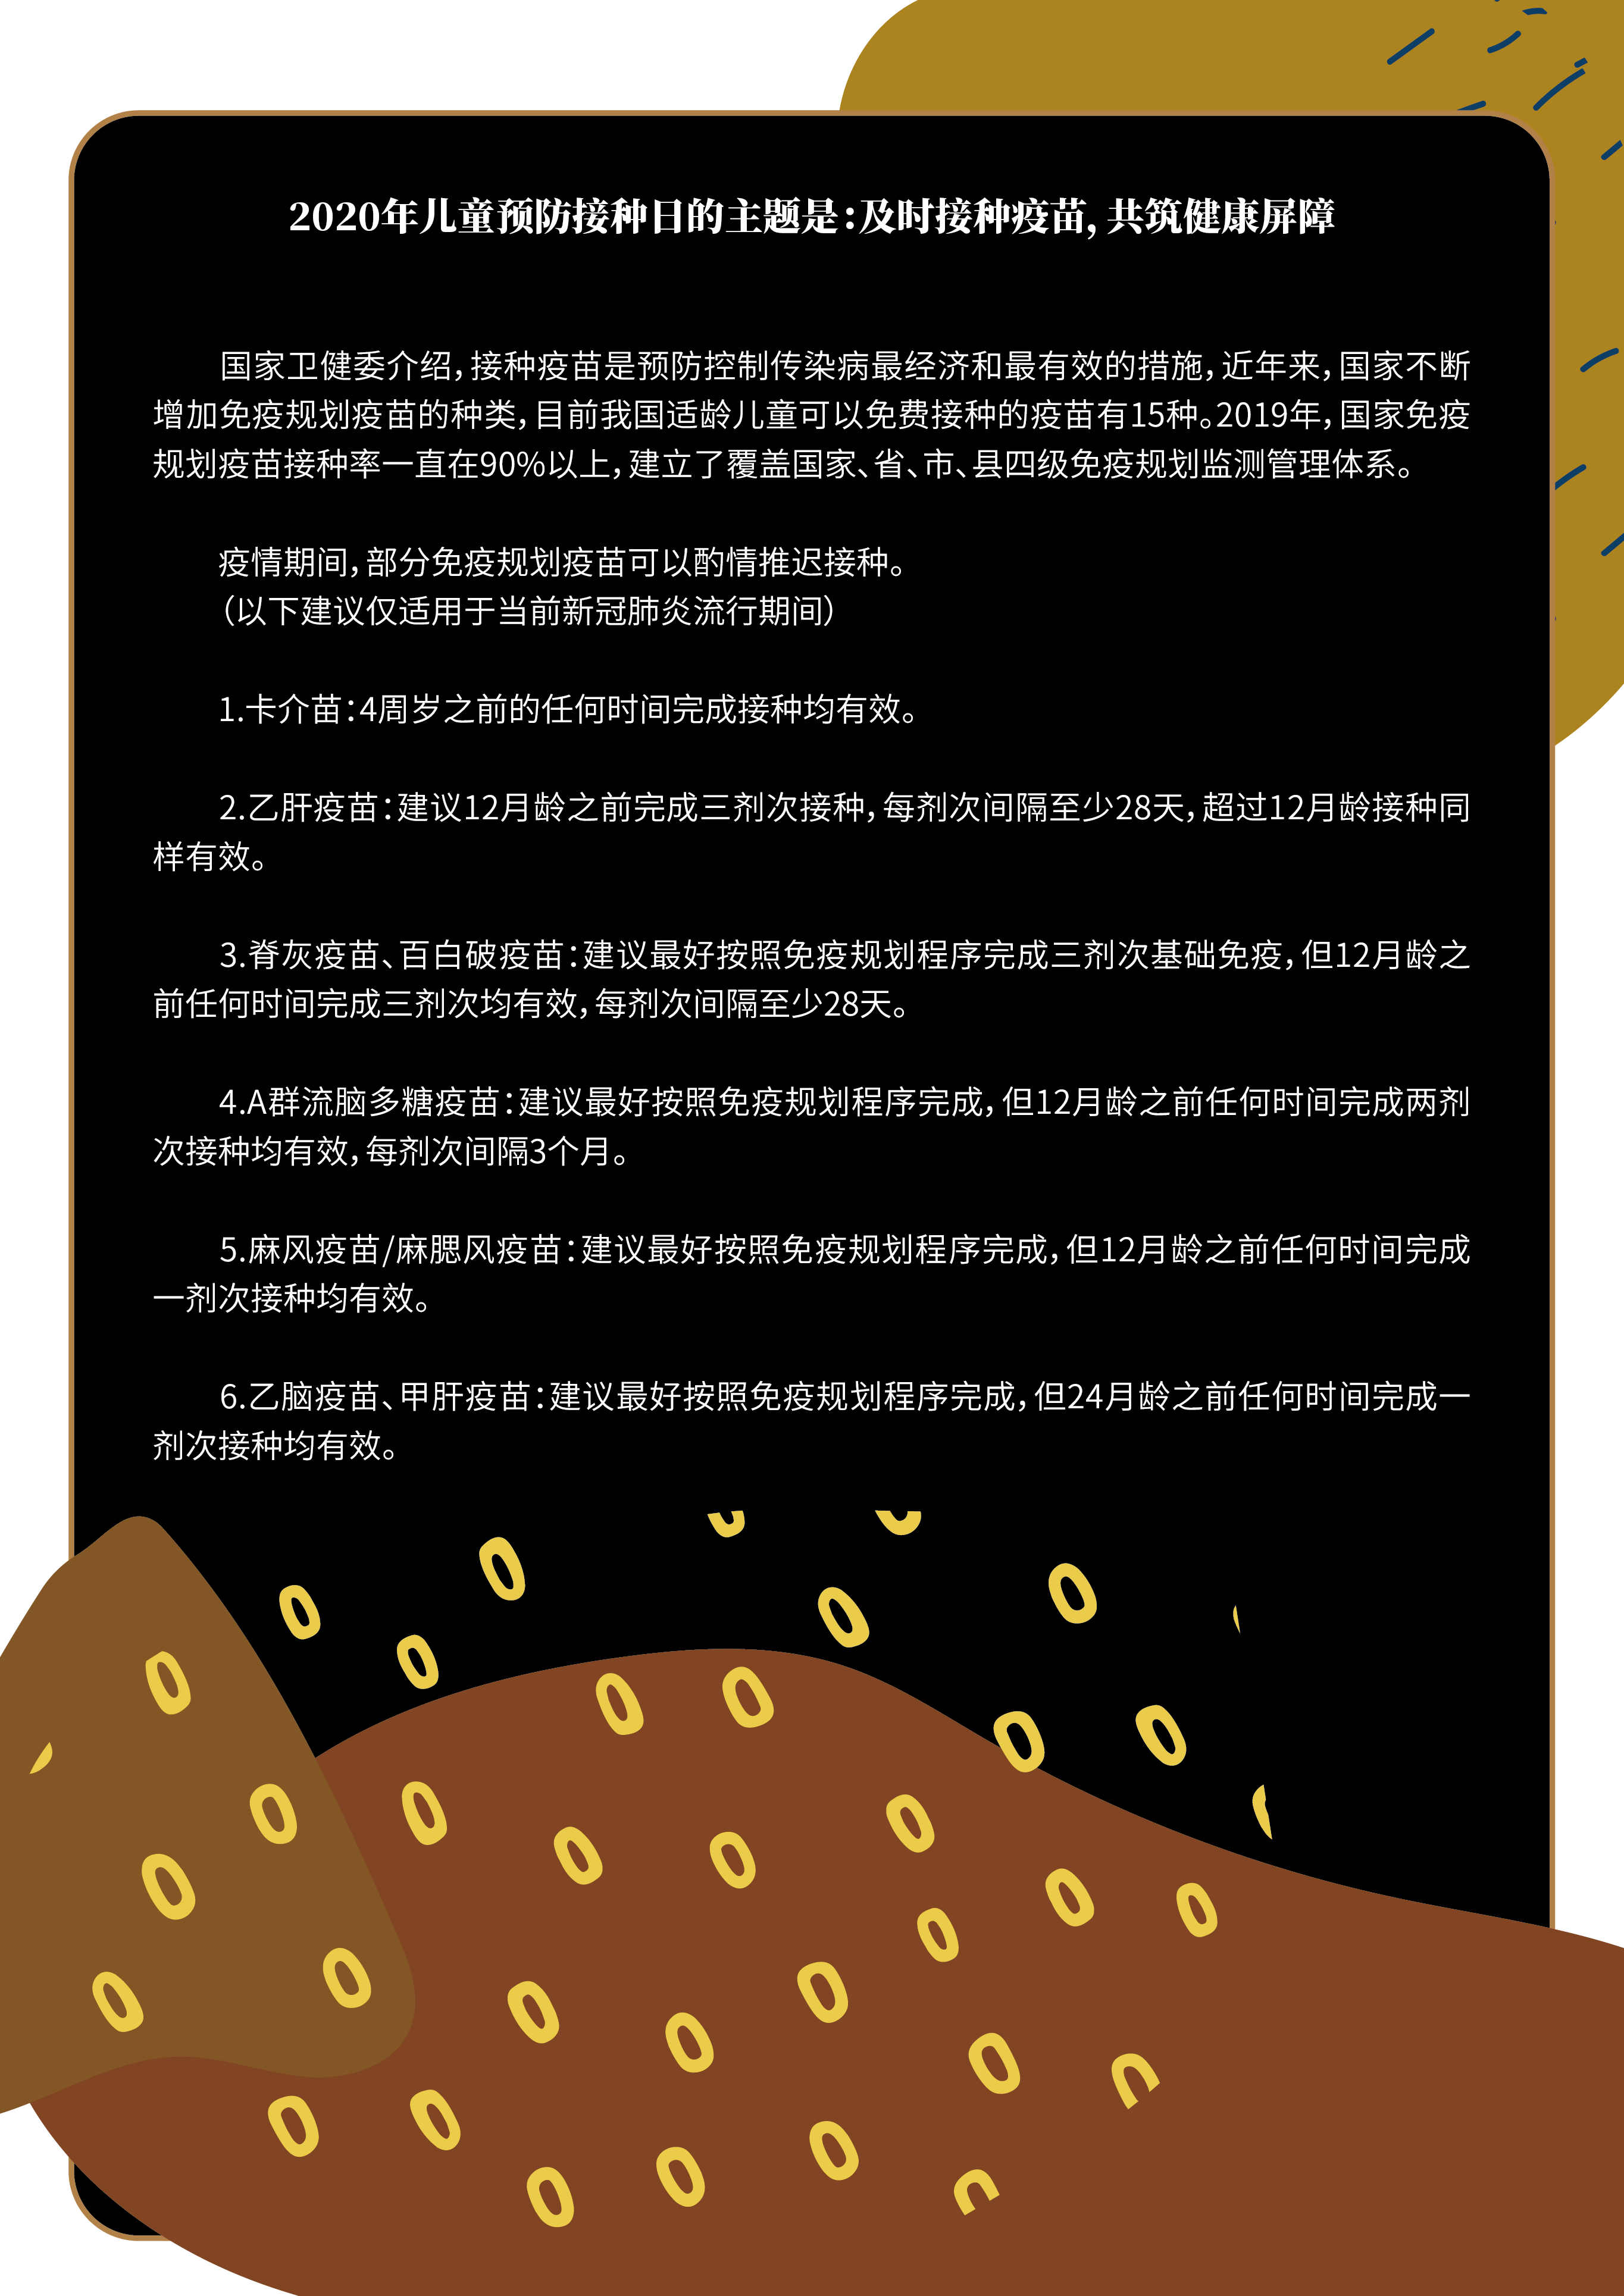 2020年儿童预防接种日的主题是:及时接种疫苗,共筑健康屏障
国家卫健委介绍,接种疫苗是预防控制传染病最经济和最有效的措施,近年来,国家不断
增加免疫规划疫苗的种类,目前我国适龄儿童可以免费接种的疫苗有15种。2019年,国家免疫
规划疫苗接种率一直在90%以上,建立了覆盖国家、省、市、县四级免疫规划监测管理体系。
疫情期间,部分免疫规划疫苗可以酌情推迟接种。
(以下建议仅适用于当前新冠肺炎流行期间)
1.卡介苗:4周岁之前的任何时间完成接种均有效。
2.乙肝疫苗:建议12月龄之前完成三剂次接种,每剂次间隔至少28天,超过12月龄接种同
样有效。
3.脊灰疫苗、百白破疫苗:建议最好按照免疫规划程序完成三剂次基础免疫,但12月龄之
前任何时间完成三剂次均有效,每剂次间隔至少28天。
4.A群流脑多糖疫苗:建议最好按照免疫规划程序完成,但12月龄之前任何时间完成两剂
次接种均有效,每剂次间隔3个月。
5.麻风疫苗/麻腮风疫苗:建议最好按照免疫规划程序完成,但12月龄之前任何时间完成
一剂次接种均有效。
6.乙脑疫苗、甲肝疫苗:建议最好按照免疫规划程序完成,但24月龄之前任何时间完成一
剂次接种均有效。